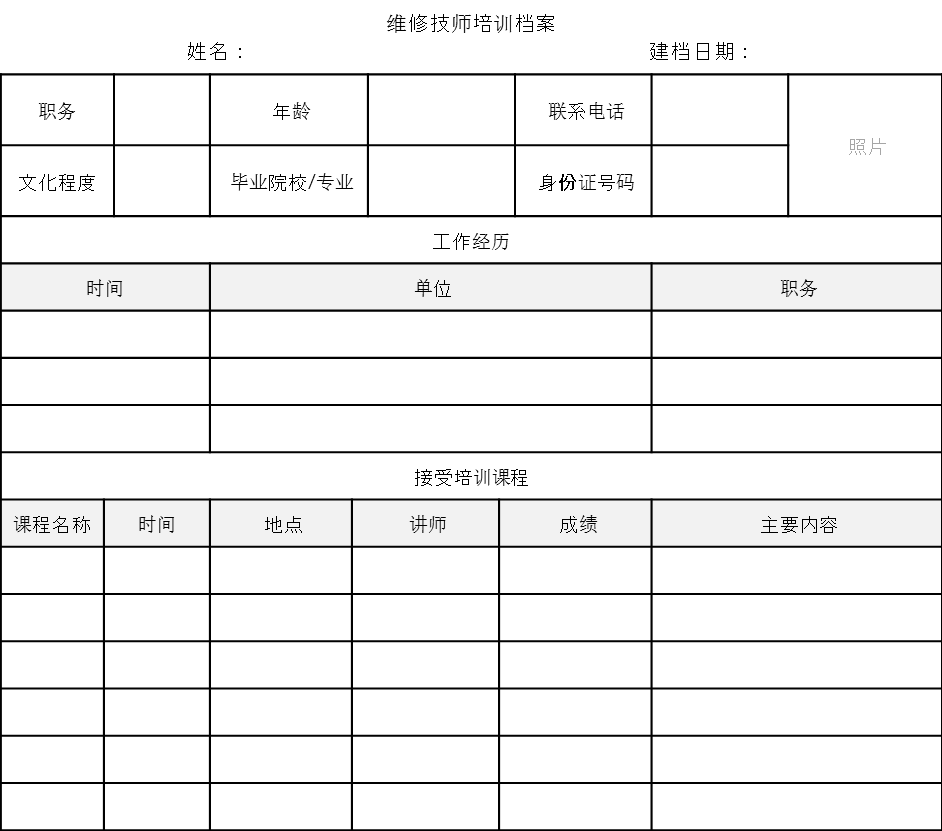 维修技师培训档案
姓名： 建档日期：
职务 年龄 联系电话 照片
文化程度 毕业院校/专业 身份证号码
工作经历
时间 单位 职务
接受培训课程
课程名称 时间 地点 讲师 成绩 主要内容